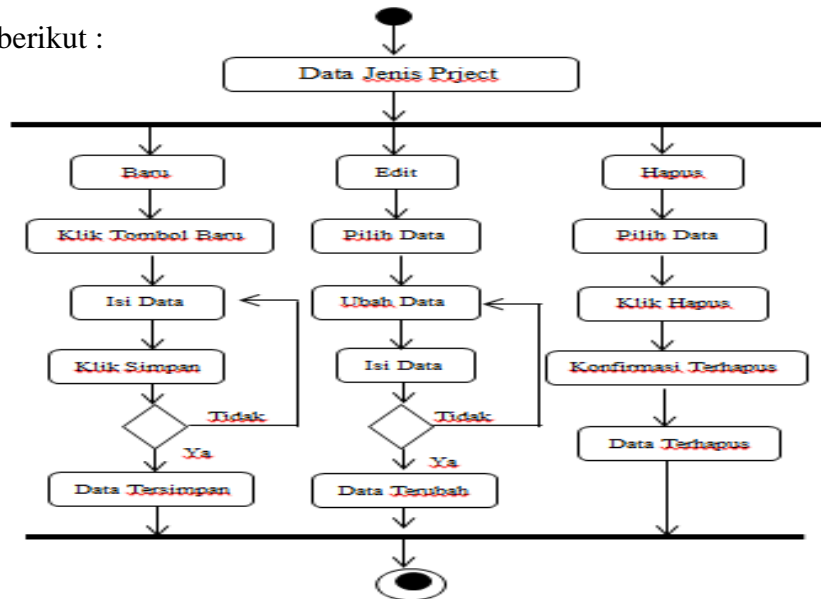 berikut :
Data Jenis Prject
Baru
Edit
Hapus
Klik Tombol Baru
Pilih Data
Pilih Data
Isi Data
Ubah Data
Klik Hapus
Klik Simpan
Isi Data
Konfirmasi Terhapus
Tidak
Tidak
Ya
Ya
Data Terhapus
Data Tersimpan
Data Terubah